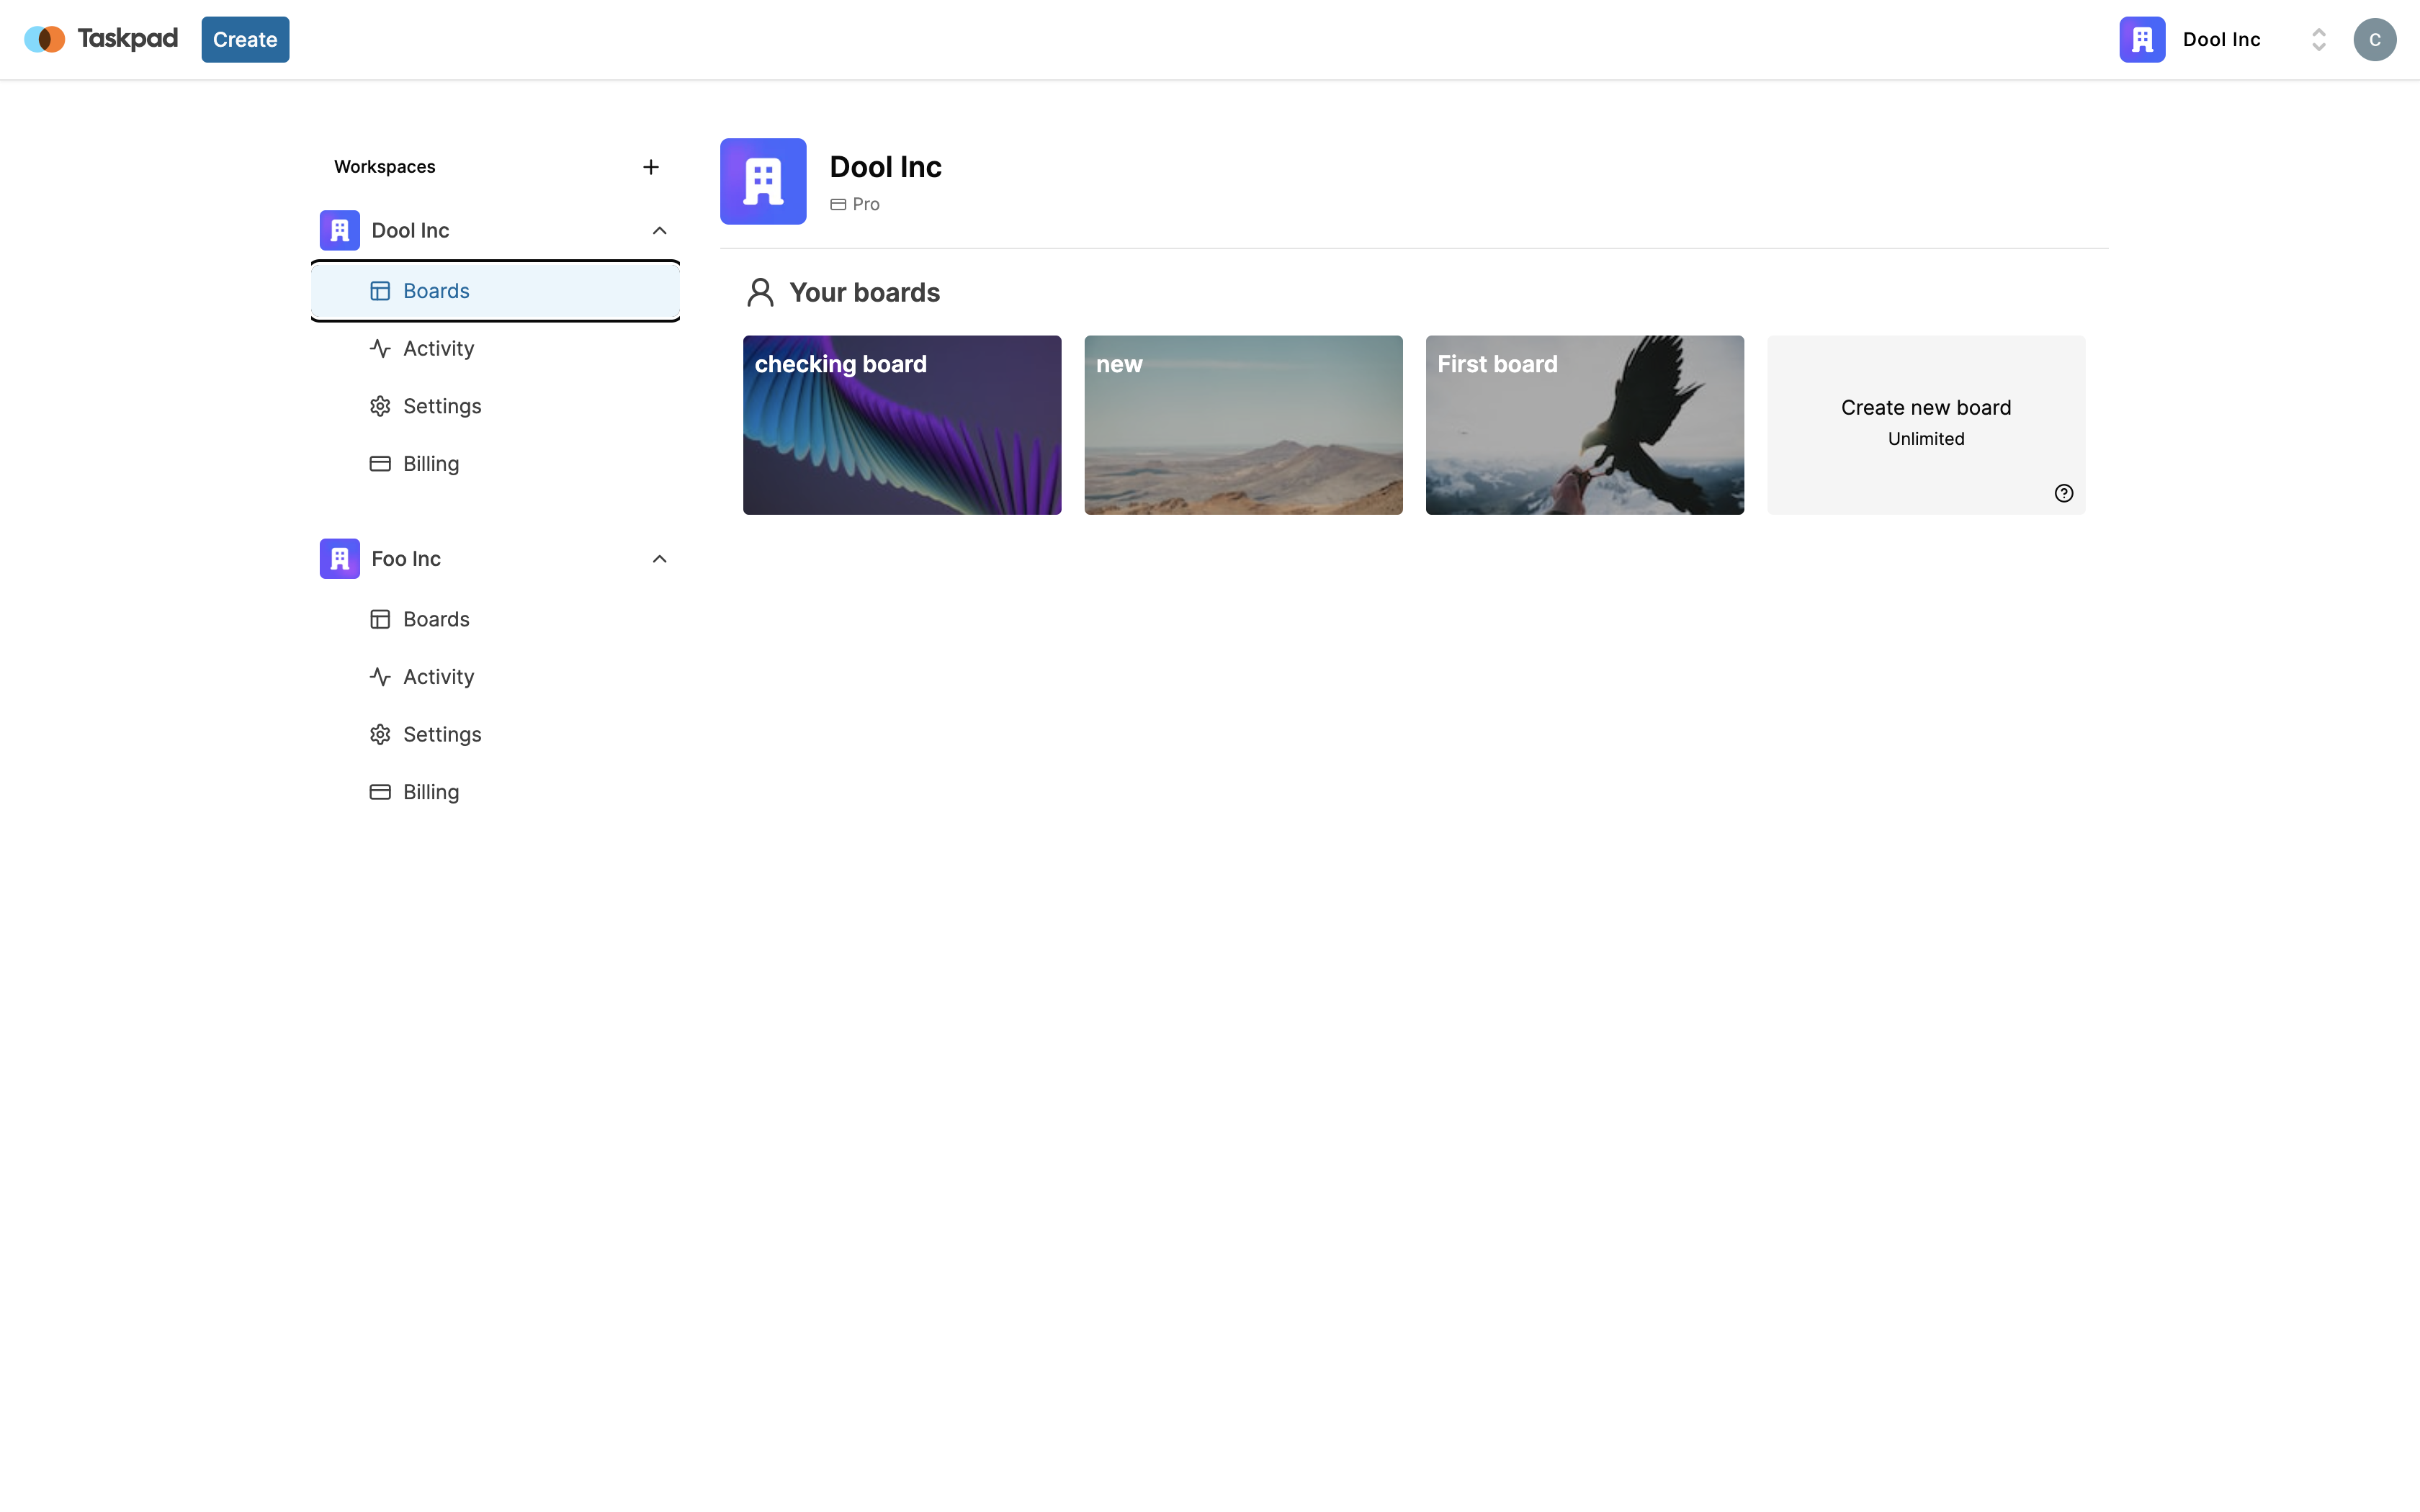 Taskpad
Create
Dool Inc
C
Workspaces
Dool Inc
Boards
Activity
Settings
Billing
Foo Inc
Boards
Activity
Settings
Billing
Dool Inc
Pro
Your boards
checking board
new
First board
Create new board
Unlimited